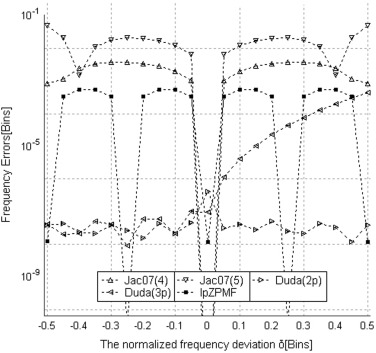 10-1
10-5
10-9
Frequency Errors[Bins]
Jac07(4)
Jac07(5)
Duda(2p)
Duda(3p)
IpZPMF
-0.5 -0.4 -0.3 -0.2 -0.1 0 0.1 0.2 0.3 0.4 0.5
The normalized frequency deviation δ[Bins]